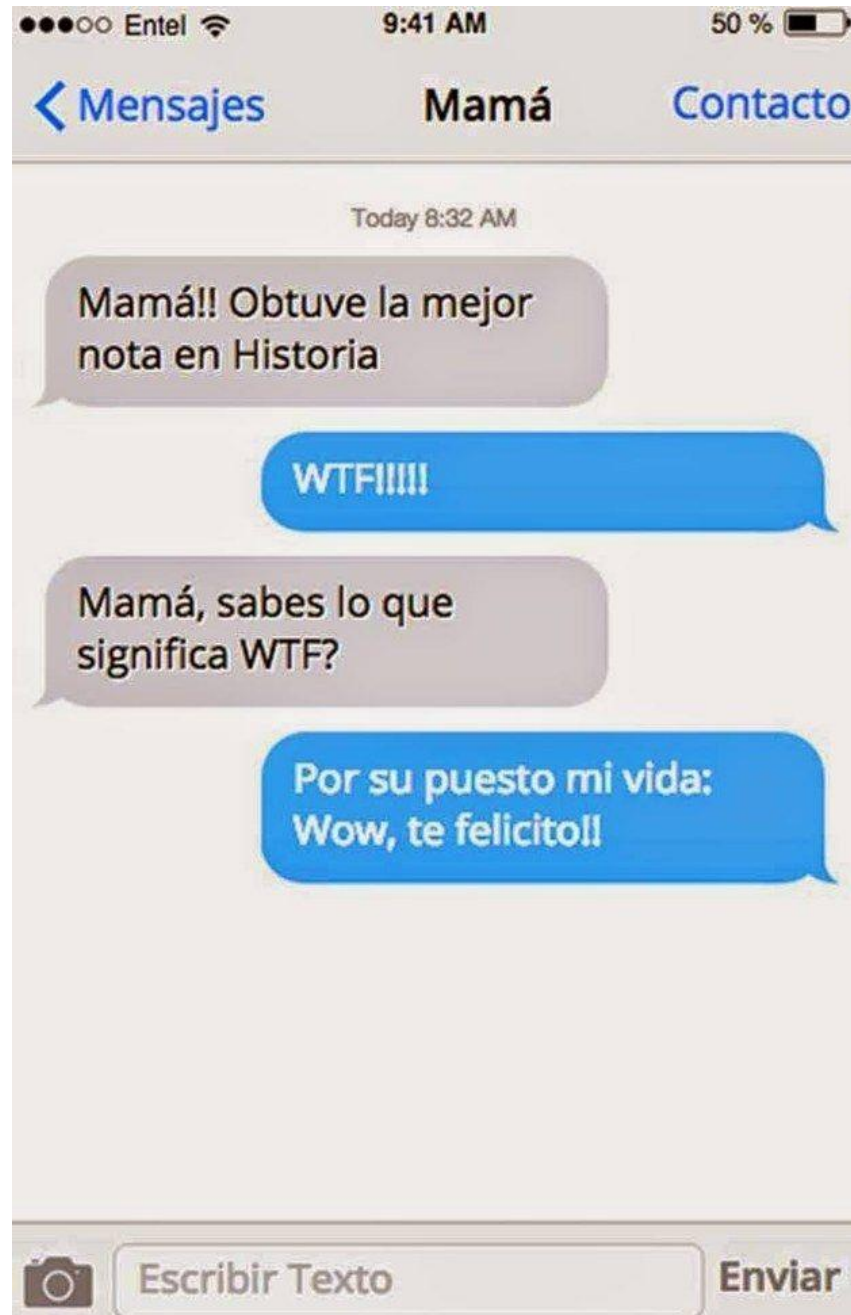 Entel 9:41 AM 50 %
Mensajes Mamá Contacto
Today 8:32 AM
Mamá!! Obtuve la mejor
nota en Historia
WTF!!!!!
Mamá, sabes lo que
significa WTF?
Por su puesto mi vida:
Wow, te felicito!!
Escribir Texto Enviar